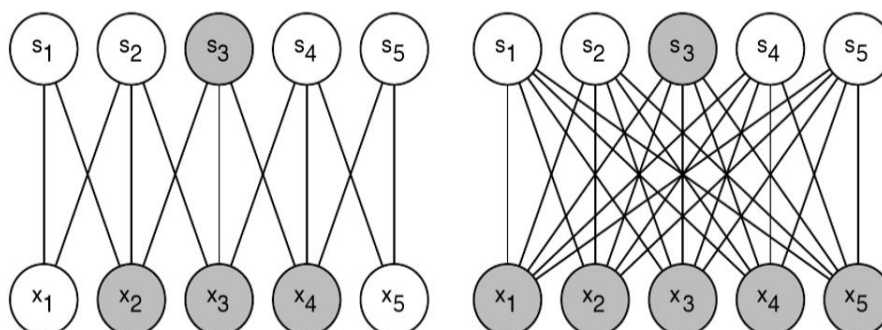 s1 s2 s3 s4 s5 s1 s2 s3 s4 s5
x1 x2 x3 x4 x5 x1 x2 x3 x4 x5